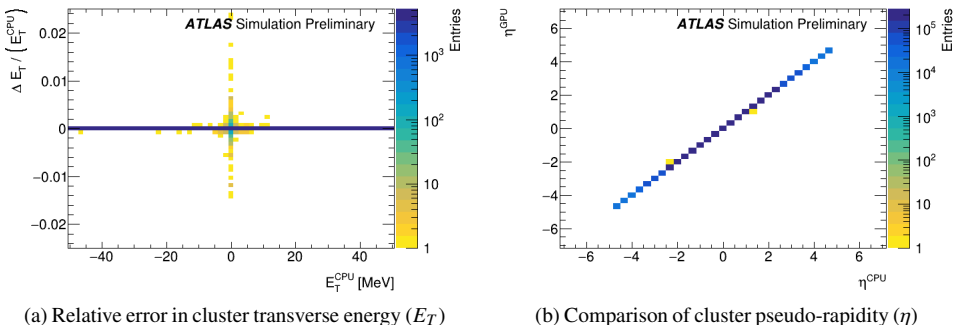 ATLAS Simulation Preliminary
Δ E_T / | E_T^CPU |
0.02
0.01
0
−0.01
−0.02
−40 −20 0 20 40
E_T^CPU [MeV]
Entries
10^3
10^2
10
1
(a) Relative error in cluster transverse energy (E_T)
ATLAS Simulation Preliminary
η^GPU
6
4
2
0
−2
−4
−6
−6 −4 −2 0 2 4 6
η^CPU
Entries
10^5
10^4
10^3
10^2
10
1
(b) Comparison of cluster pseudo-rapidity (η)